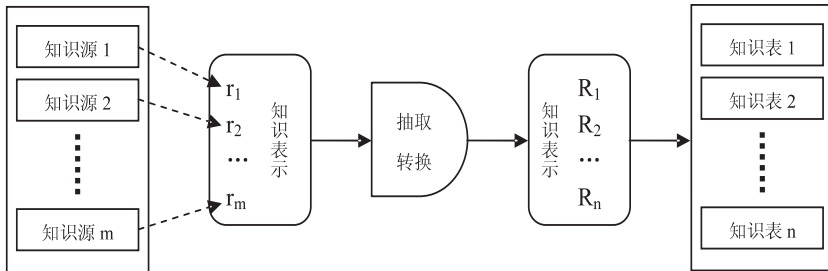 知识源 1
知识源 2
知识源 m
r1
r2
...
rm
知识表示
抽取
转换
知识表示
R1
R2
...
Rn
知识表 1
知识表 2
知识表 n